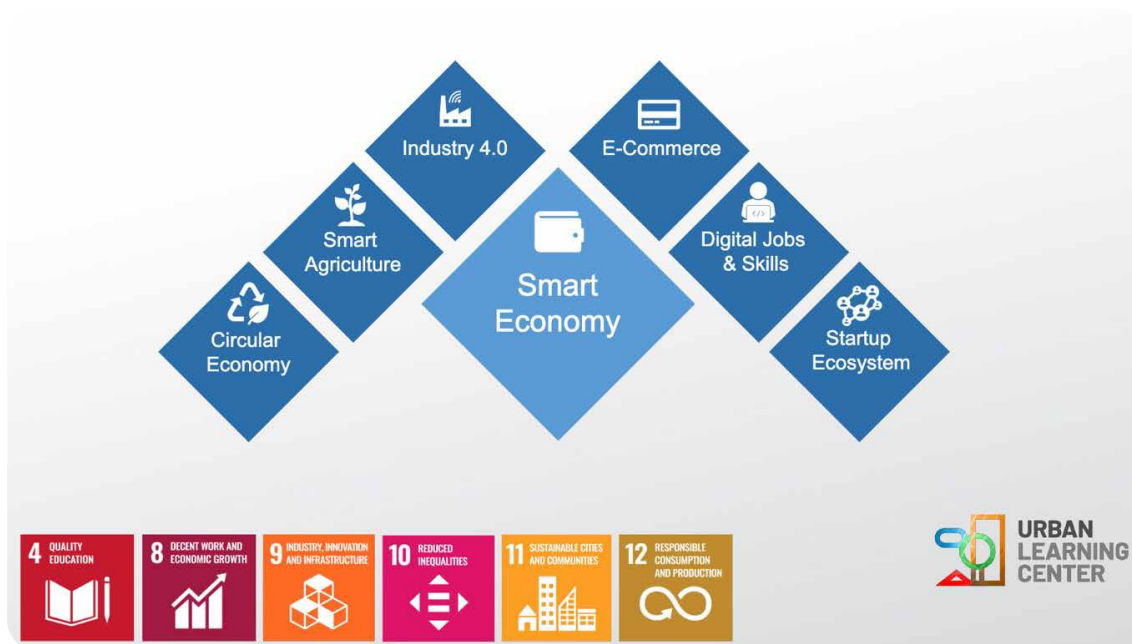 Industry 4.0
E-Commerce
Smart
Agriculture
Digital Jobs
& Skills
Smart
Economy
Circular
Economy
Startup
Ecosystem
4 QUALITY
EDUCATION
8 DECENT WORK AND
ECONOMIC GROWTH
9 INDUSTRY, INNOVATION
AND INFRASTRUCTURE
10 REDUCED
INEQUALITIES
11 SUSTAINABLE CITIES
AND COMMUNITIES
12 RESPONSIBLE
CONSUMPTION
AND PRODUCTION
URBAN
LEARNING
CENTER